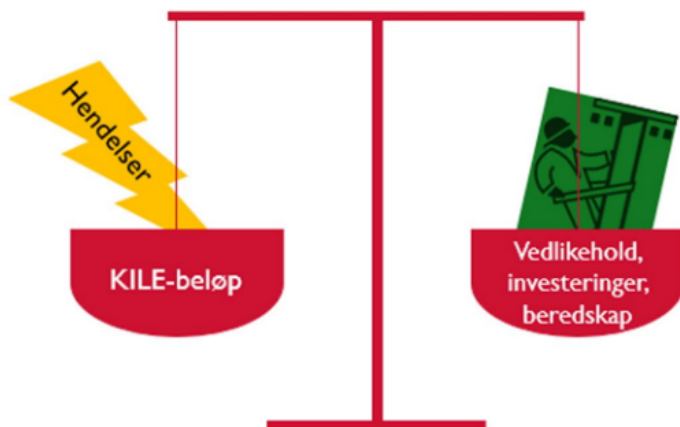 Hendelser
KILE-beløp
Vedlikehold,
investeringer,
beredskap